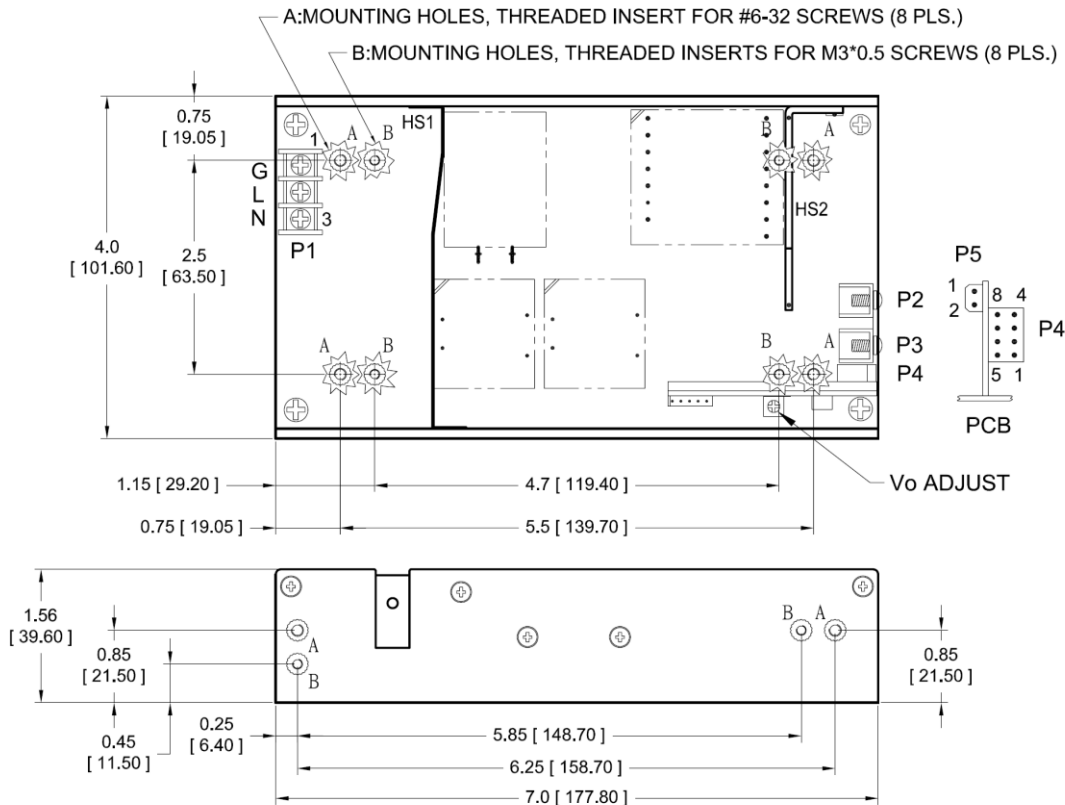 A:MOUNTING HOLES, THREADED INSERT FOR #6-32 SCREWS (8 PLS.)
B:MOUNTING HOLES, THREADED INSERTS FOR M3*0.5 SCREWS (8 PLS.)
0.75
[ 19.05 ]
HS1
1
A
B
B
A
G
L
N
3
P1
HS2
4.0
[ 101.60 ]
2.5
[ 63.50 ]
P5
1
2
8
4
P2
P4
P3
A
B
B
A
P4
5
1
PCB
1.15 [ 29.20 ]
4.7 [ 119.40 ]
Vo ADJUST
0.75 [ 19.05 ]
5.5 [ 139.70 ]
1.56
[ 39.60 ]
0.85
[ 21.50 ]
A
B
B
A
0.85
[ 21.50 ]
0.45
[ 11.50 ]
0.25
[ 6.40 ]
5.85 [ 148.70 ]
6.25 [ 158.70 ]
7.0 [ 177.80 ]